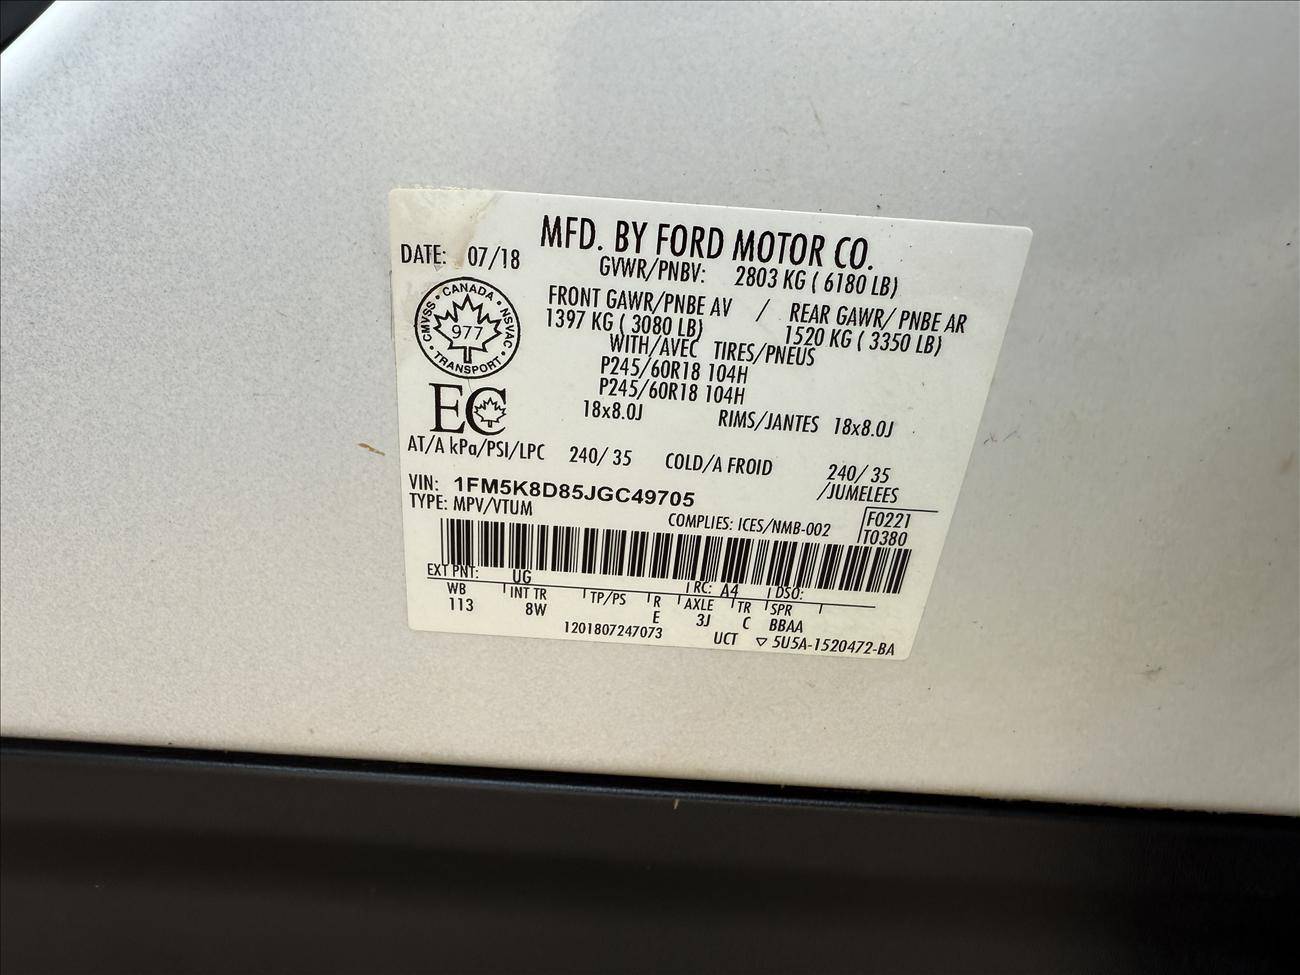 MFD. BY FORD MOTOR CO.
DATE: 07/18
GVWR/PNBV: 2803 KG ( 6180 LB)
FRONT GAWR/PNBE AV / REAR GAWR/ PNBE AR
1397 KG ( 3080 LB) 1520 KG ( 3350 LB)
WITH/AVEC TIRES/PNEUS
P245/60R18 104H
P245/60R18 104H
18x8.0J RIMS/JANTES 18x8.0J
CANADA
CMVSS NSVAC
977
TRANSPORT
EC
AT/A kPa/PSI/LPC 240/ 35 COLD/A FROID 240/ 35
/JUMELEES
VIN: 1FM5K8D85JGC49705
TYPE: MPV/VTUM
COMPLIES: ICES/NMB-002
F0221
T0380
EXT PNT: UG RC: A4 DSO:
WB INT TR TP/PS R AXLE TR SPR
113 8W E 3J C BBAA
1201807247073 UCT ▽ 5U5A-1520472-BA